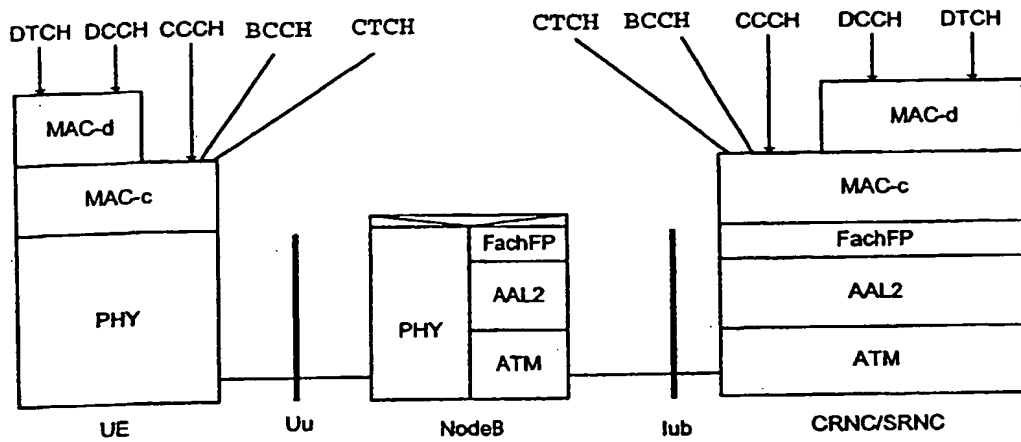 DTCH DCCH CCCH BCCH CTCH CTCH BCCH CCCH DCCH DTCH
MAC-d MAC-d
MAC-c MAC-c
FachFP FachFP
PHY PHY AAL2 AAL2
ATM ATM
UE Uu NodeB Iub CRNC/SRNC